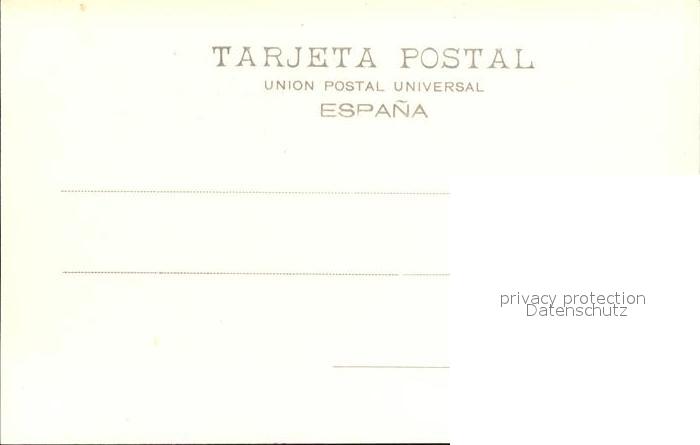 TARJETA POSTAL
UNION POSTAL UNIVERSAL
ESPAÑA
privacy protection
Datenschutz